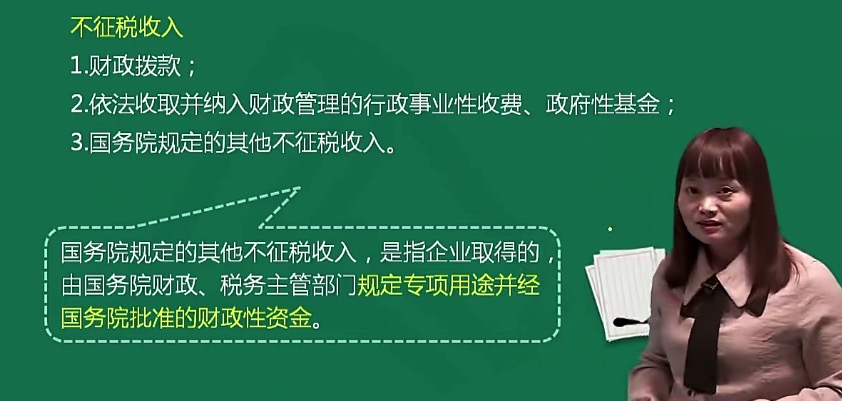 不征税收入
1.财政拨款；
2.依法收取并纳入财政管理的行政事业性收费、政府性基金；
3.国务院规定的其他不征税收入。
国务院规定的其他不征税收入，是指企业取得的，
由国务院财政、税务主管部门规定专项用途并经
国务院批准的财政性资金。